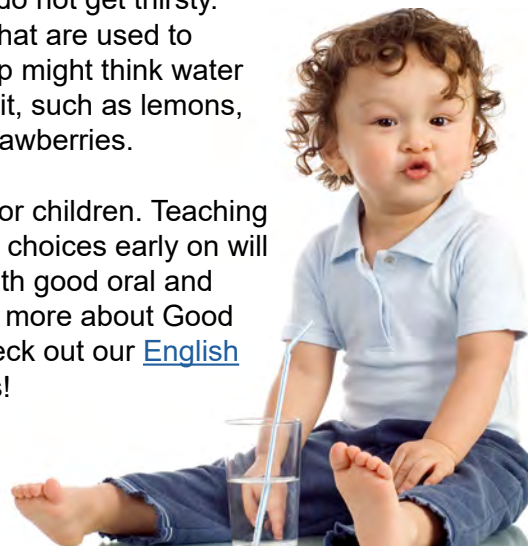 do not get thirsty.
hat are used to
p might think water
it, such as lemons,
awberries.
or children. Teaching
choices early on will
th good oral and
more about Good
eck out our English
s!